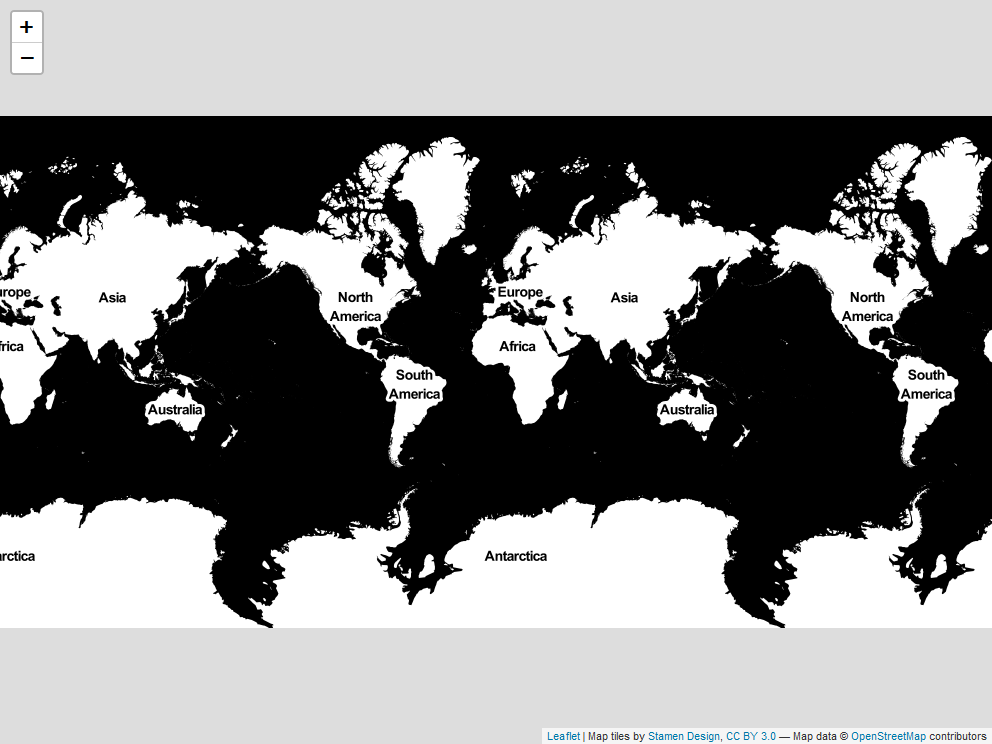 +
−
urope
Asia
North
America
Europe
Asia
North
America
frica
Africa
South
America
South
America
Australia
Australia
arctica
Antarctica
Leaflet | Map tiles by Stamen Design, CC BY 3.0 — Map data © OpenStreetMap contributors